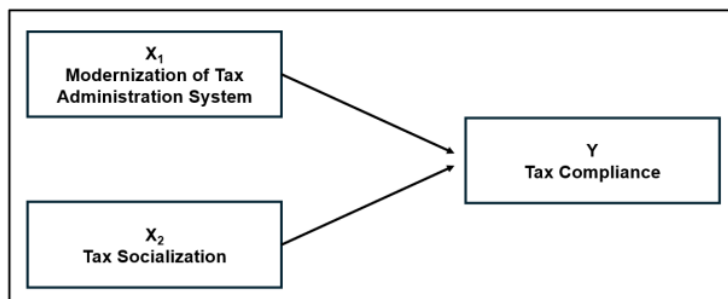 X₁
Modernization of Tax
Administration System
Y
Tax Compliance
X₂
Tax Socialization